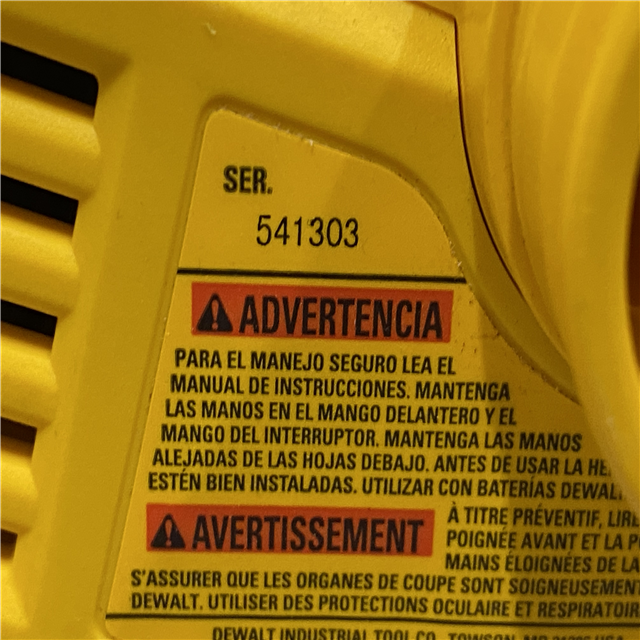 SER.
541303
ADVERTENCIA
PARA EL MANEJO SEGURO LEA EL
MANUAL DE INSTRUCCIONES. MANTENGA
LAS MANOS EN EL MANGO DELANTERO Y EL
MANGO DEL INTERRUPTOR. MANTENGA LAS MANOS
ALEJADAS DE LAS HOJAS DEBAJO. ANTES DE USAR LA
ESTÉN BIEN INSTALADAS. UTILIZAR CON BATERÍAS
AVERTISSEMENT
À TITRE PRÉVENTIF,
POIGNÉE AVANT ET LA
MAINS ÉLOIGNÉES DE LA
S'ASSURER QUE LES ORGANES DE COUPE SONT
DEWALT. UTILISER DES PROTECTIONS OCULAIRE ET
DEWALT INDUSTRIAL TOOL CO.,